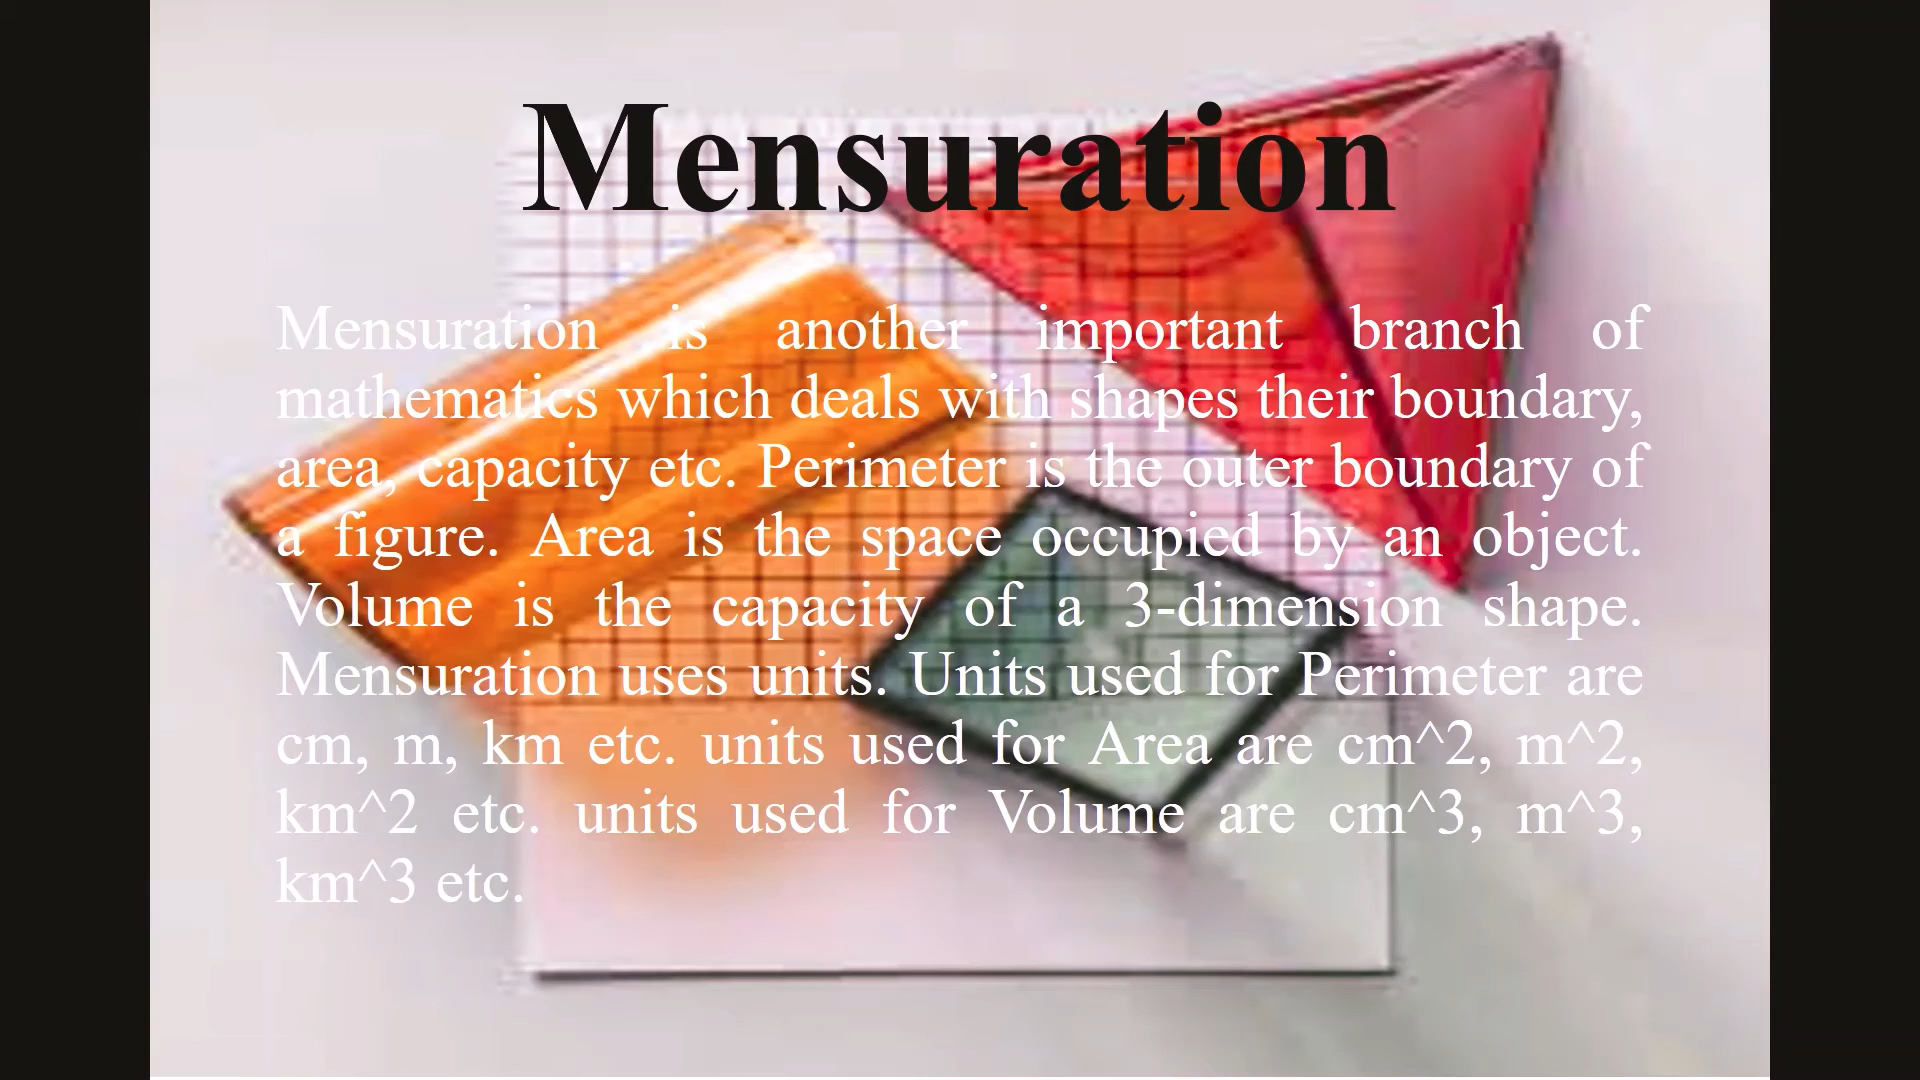 Mensuration
Mensuration is another important branch of
mathematics which deals with shapes their boundary,
area, capacity etc. Perimeter is the outer boundary of
a figure. Area is the space occupied by an object.
Volume is the capacity of a 3-dimension shape.
Mensuration uses units. Units used for Perimeter are
cm, m, km etc. units used for Area are cm^2, m^2,
km^2 etc. units used for Volume are cm^3, m^3,
km^3 etc.